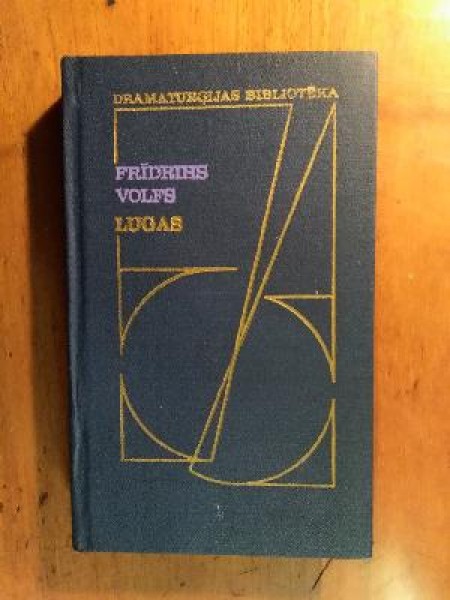 DRAMATURĢIJAS BIBLIOTĒKA
FRĪDRIHS
VOLFS
LUGAS